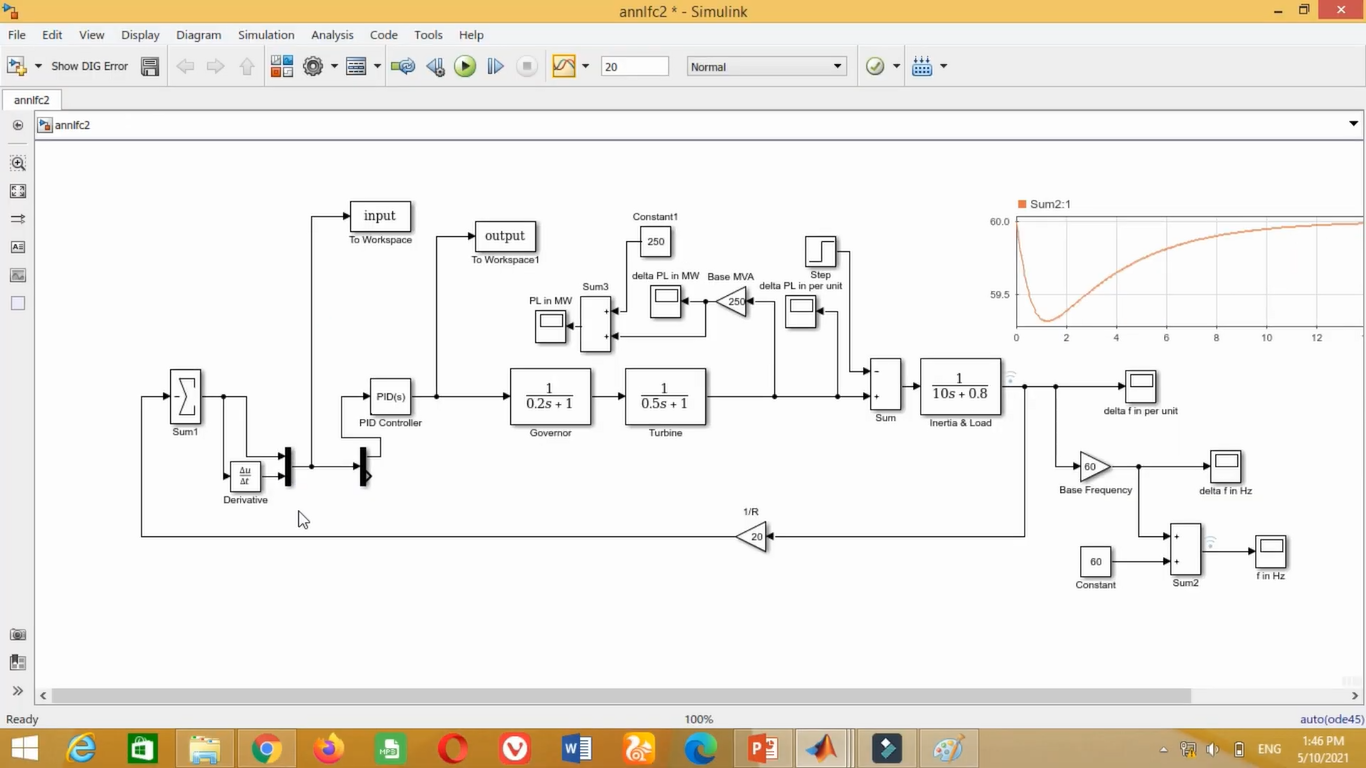 annlfc2 * - Simulink
File Edit View Display Diagram Simulation Analysis Code Tools Help
Show DIG Error 20 Normal
annlfc2
annlfc2
input
To Workspace
output
To Workspace1
Constant1
250
delta PL in MW
Base MVA
250
Sum3
PL in MW
+
+
Step
delta PL in per unit
Sum2:1
60.0
59.5
0 2 4 6 8 10 12
-
Sum1
Δu
Δt
Derivative
PID(s)
PID Controller
1
0.2s + 1
Governor
1
0.5s + 1
Turbine
-
+
Sum
1
10s + 0.8
Inertia & Load
delta f in per unit
60
Base Frequency
delta f in Hz
1/R
20
60
Constant
+
+
Sum2
f in Hz
Ready 100% auto(ode45)
HP3
ENG
1:46 PM
5/10/2021